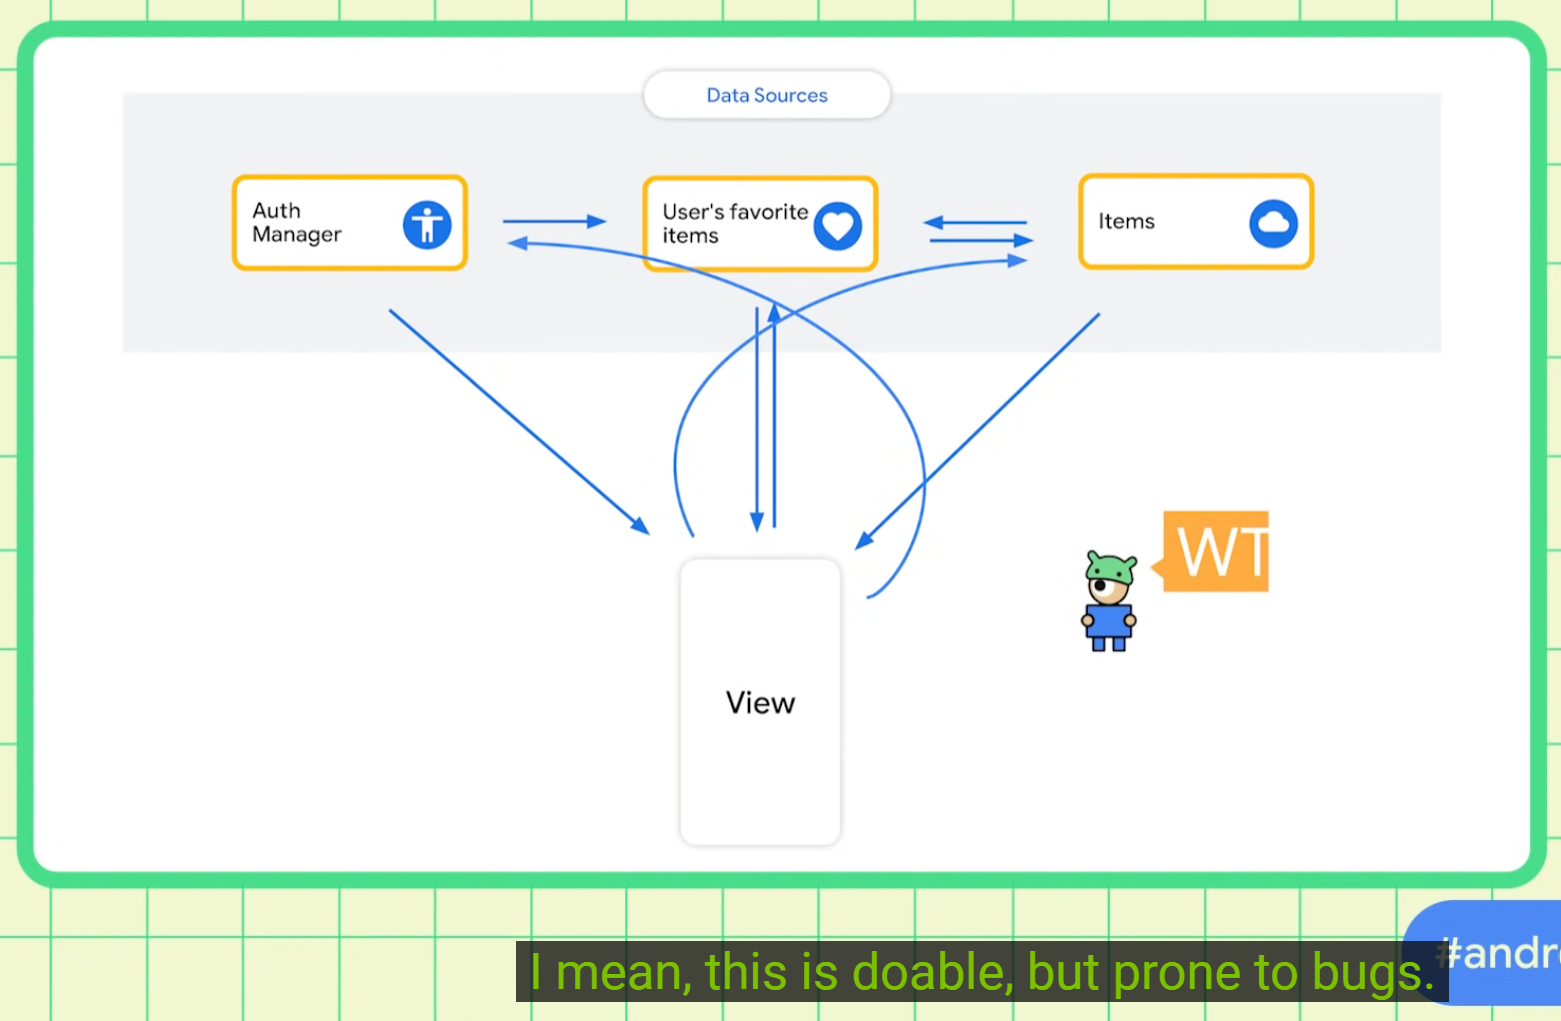 Data Sources
Auth
Manager
User's favorite
items
Items
WT
View
I mean, this is doable, but prone to bugs.
#andr